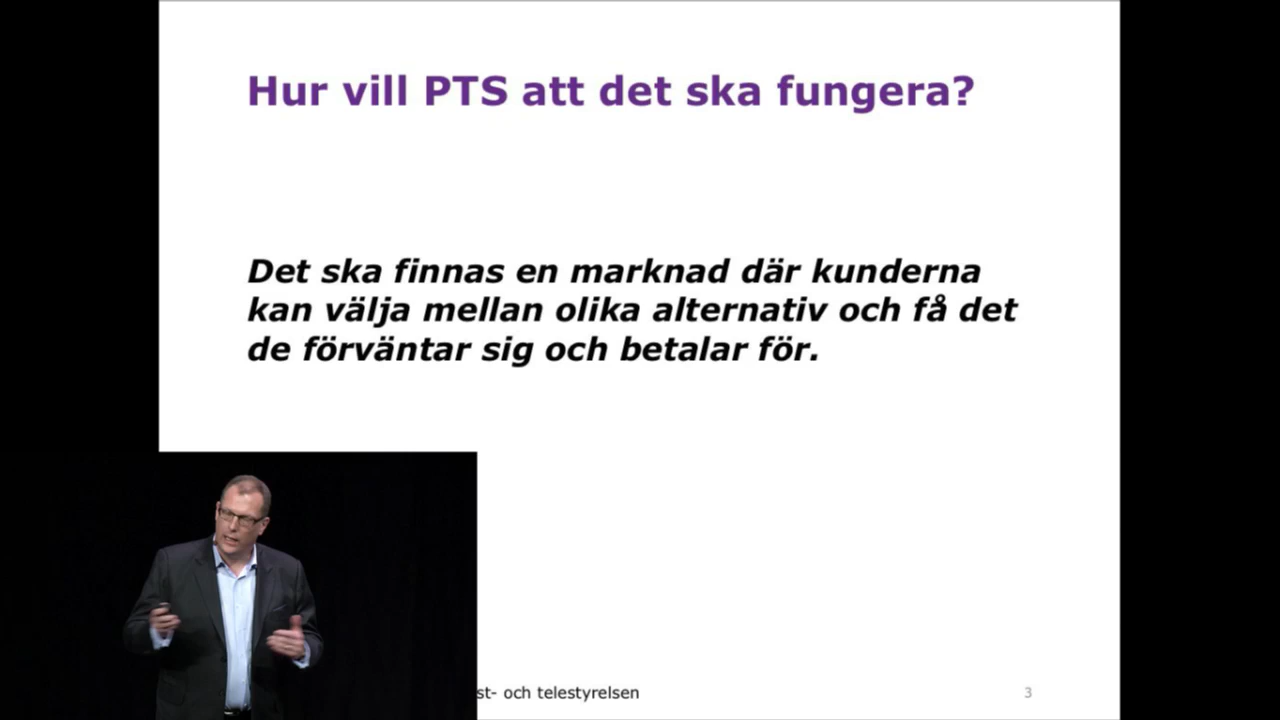 Hur vill PTS att det ska fungera?
Det ska finnas en marknad där kunderna
kan välja mellan olika alternativ och få det
de förväntar sig och betalar för.
st- och telestyrelsen
3